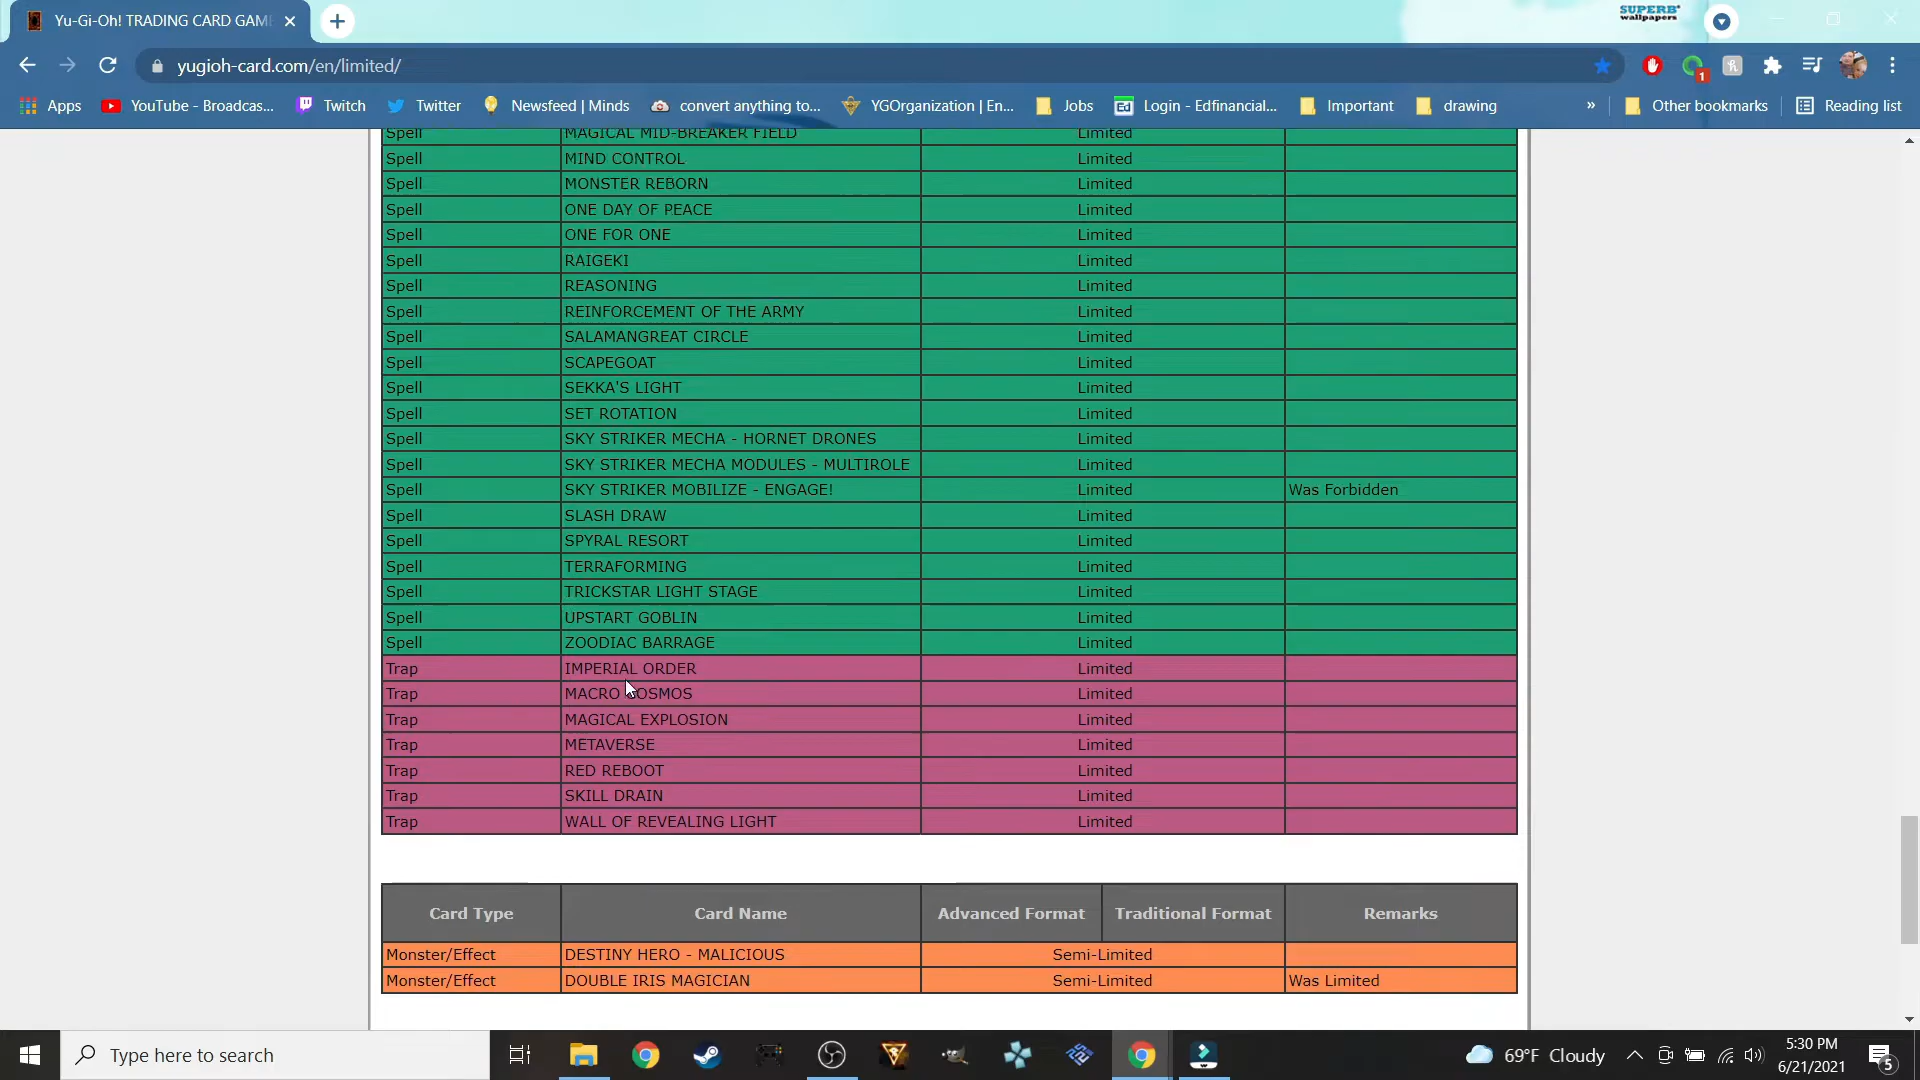 Yu-Gi-Oh! TRADING CARD GAM
SUPERB
wallpapers
yugioh-card.com/en/limited/
1
Apps YouTube - Broadcas... Twitch Twitter Newsfeed | Minds convert anything to... YGOrganization | En... Jobs Ed Login - Edfinancial... Important drawing » Other bookmarks Reading list
Spell MAGICAL MID-BREAKER FIELD Limited
Spell MIND CONTROL Limited
Spell MONSTER REBORN Limited
Spell ONE DAY OF PEACE Limited
Spell ONE FOR ONE Limited
Spell RAIGEKI Limited
Spell REASONING Limited
Spell REINFORCEMENT OF THE ARMY Limited
Spell SALAMANGREAT CIRCLE Limited
Spell SCAPEGOAT Limited
Spell SEKKA'S LIGHT Limited
Spell SET ROTATION Limited
Spell SKY STRIKER MECHA - HORNET DRONES Limited
Spell SKY STRIKER MECHA MODULES - MULTIROLE Limited
Spell SKY STRIKER MOBILIZE - ENGAGE! Limited Was Forbidden
Spell SLASH DRAW Limited
Spell SPYRAL RESORT Limited
Spell TERRAFORMING Limited
Spell TRICKSTAR LIGHT STAGE Limited
Spell UPSTART GOBLIN Limited
Spell ZOODIAC BARRAGE Limited
Trap IMPERIAL ORDER Limited
Trap MACRO COSMOS Limited
Trap MAGICAL EXPLOSION Limited
Trap METAVERSE Limited
Trap RED REBOOT Limited
Trap SKILL DRAIN Limited
Trap WALL OF REVEALING LIGHT Limited
Card Type Card Name Advanced Format Traditional Format Remarks
Monster/Effect DESTINY HERO - MALICIOUS Semi-Limited
Monster/Effect DOUBLE IRIS MAGICIAN Semi-Limited Was Limited
Type here to search
69°F Cloudy
5:30 PM
6/21/2021
5